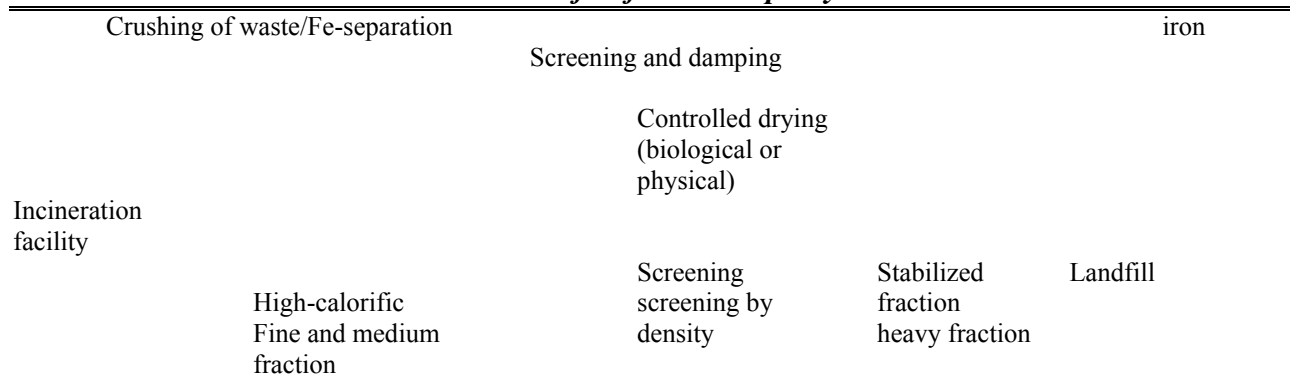 Crushing of waste/Fe-separation
iron
Screening and damping
Controlled drying
(biological or
physical)
Incineration
facility
High-calorific
Fine and medium
fraction
Screening
screening by
density
Stabilized
fraction
heavy fraction
Landfill